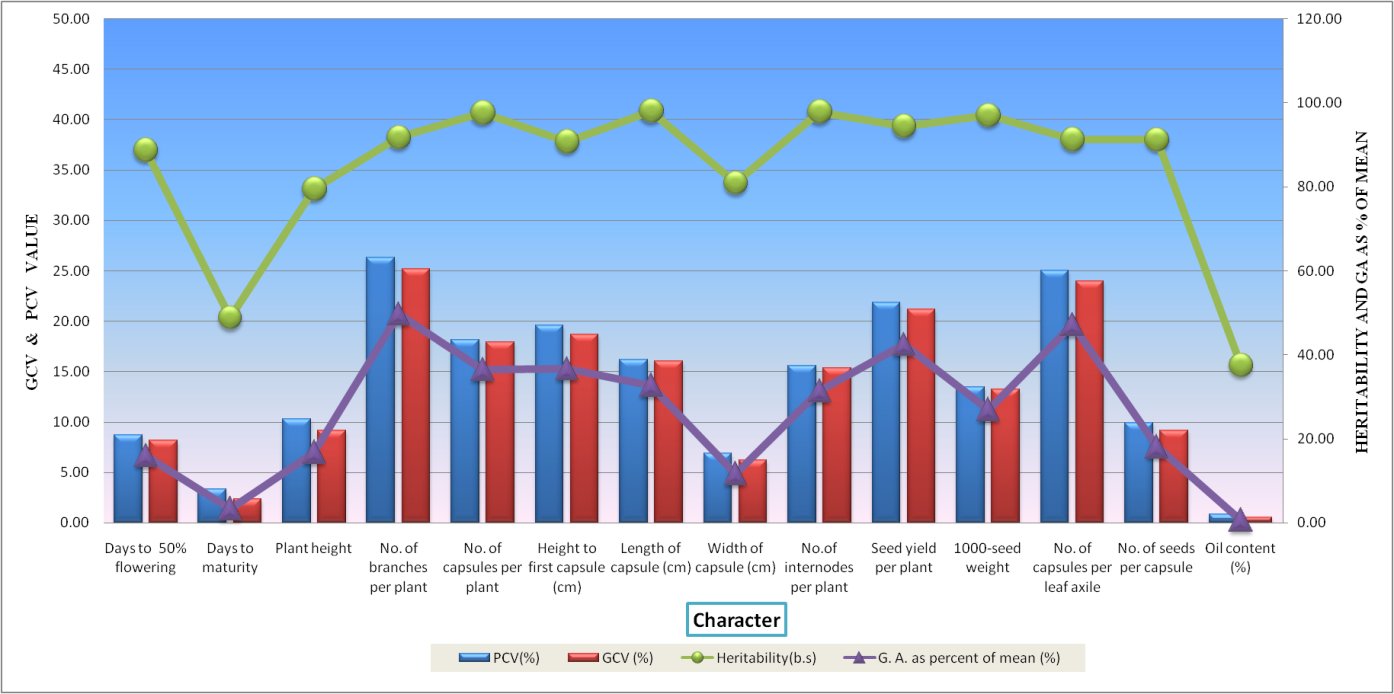 50.00
45.00
40.00
35.00
30.00
25.00
20.00
15.00
10.00
5.00
0.00
GCV & PCV VALUE
120.00
100.00
80.00
60.00
40.00
20.00
0.00
HERITABILITY AND GA AS % OF MEAN
Days to 50%
flowering
Days to
maturity
Plant height
No. of
branches
per plant
No. of
capsules per
plant
Height to
first capsule
(cm)
Length of
capsule (cm)
Width of
capsule (cm)
No.of
internodes
per plant
Seed yield
per plant
1000-seed
weight
No. of
capsules per
leaf axile
No. of seeds
per capsule
Oil content
(%)
Character
PCV(%)
GCV (%)
Heritability(b.s)
G. A. as percent of mean (%)